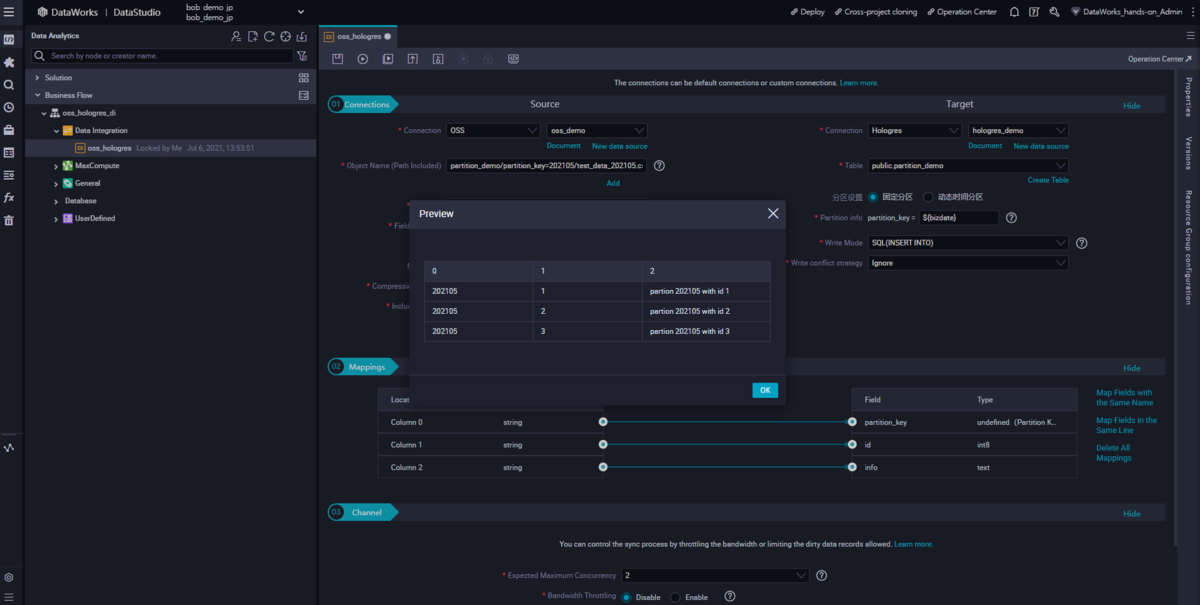 DataWorks | DataStudio
bob demo jp
bob_demo_jp
Deploy
Cross-project cloning
Operation Center
DataWorks_hands-on_Admin
Data Analytics
Search by node or creator name.
Solution
Business Flow
oss_hologres_di
Data Integration
Di oss_hologres Locked by Me Jul 6, 2021, 13:53:51
MaxCompute
General
Database
UserDefined
Di oss_hologres
Operation Center
The connections can be default connections or custom connections. Learn more.
01 Connections
Source
Target
Hide
* Connection OSS oss_demo
Document New data source
* Object Name (Path Included) partition_demo/partition_key=202105/test_data_202105.c
Add
* Field
* Compression
* Inclu
* Connection Hologres hologres_demo
Document New data source
* Table public.partition_demo
Create Table
分区设置 固定分区 动态时间分区
* Partition info partition_key = ${bizdate}
* Write Mode SQL(INSERT INTO)
* Write conflict strategy Ignore
Preview
0 1 2
202105 1 partion 202105 with id 1
202105 2 partion 202105 with id 2
202105 3 partion 202105 with id 3
OK
02 Mappings
Hide
Locat
Column 0 string
Column 1 string
Column 2 string
Field Type
partition_key undefined (Partition K...
id int8
info text
Map Fields with
the Same Name
Map Fields in the
Same Line
Delete All
Mappings
03 Channel
Hide
You can control the sync process by throttling the bandwidth or limiting the dirty data records allowed. Learn more.
* Expected Maximum Concurrency 2
* Bandwidth Throttling Disable Enable
Properties
Versions
Resource Group configuration